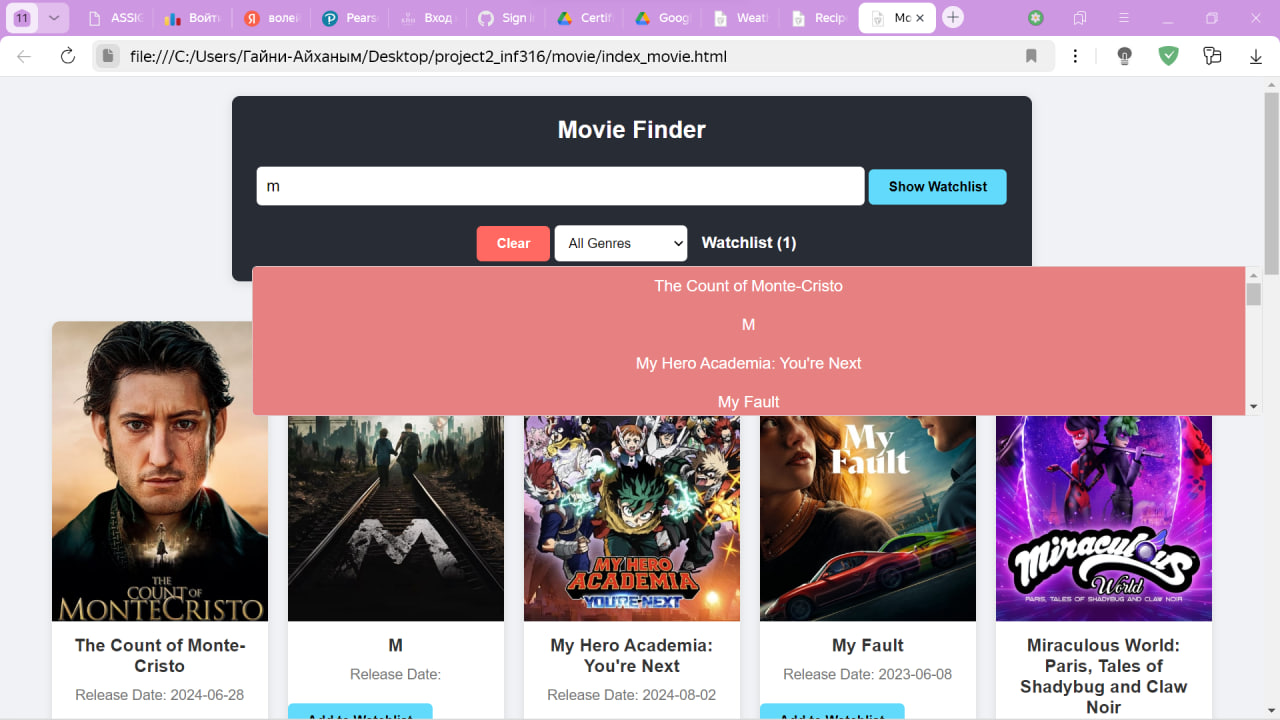 11
ASSIG
Войти
волей
Pears
Вход
Sign i
Certif
Goog
Weath
Recip
Mo
file:///C:/Users/Гайни-Айханым/Desktop/project2_inf316/movie/index_movie.html
Movie Finder
m
Show Watchlist
Clear
All Genres
Watchlist (1)
The Count of Monte-Cristo
M
My Hero Academia: You're Next
My Fault
THE
COUNT OF
MONTECRISTO
M
MY HERO
ACADEMIA
YOU'RE NEXT
My
Fault
Miraculous
World
PARIS, TALES OF SHADYBUG AND CLAW NOIR
The Count of Monte-
Cristo
Release Date: 2024-06-28
M
Release Date:
Add to Watchlist
My Hero Academia:
You're Next
Release Date: 2024-08-02
My Fault
Release Date: 2023-06-08
Add to Watchlist
Miraculous World:
Paris, Tales of
Shadybug and Claw
Noir